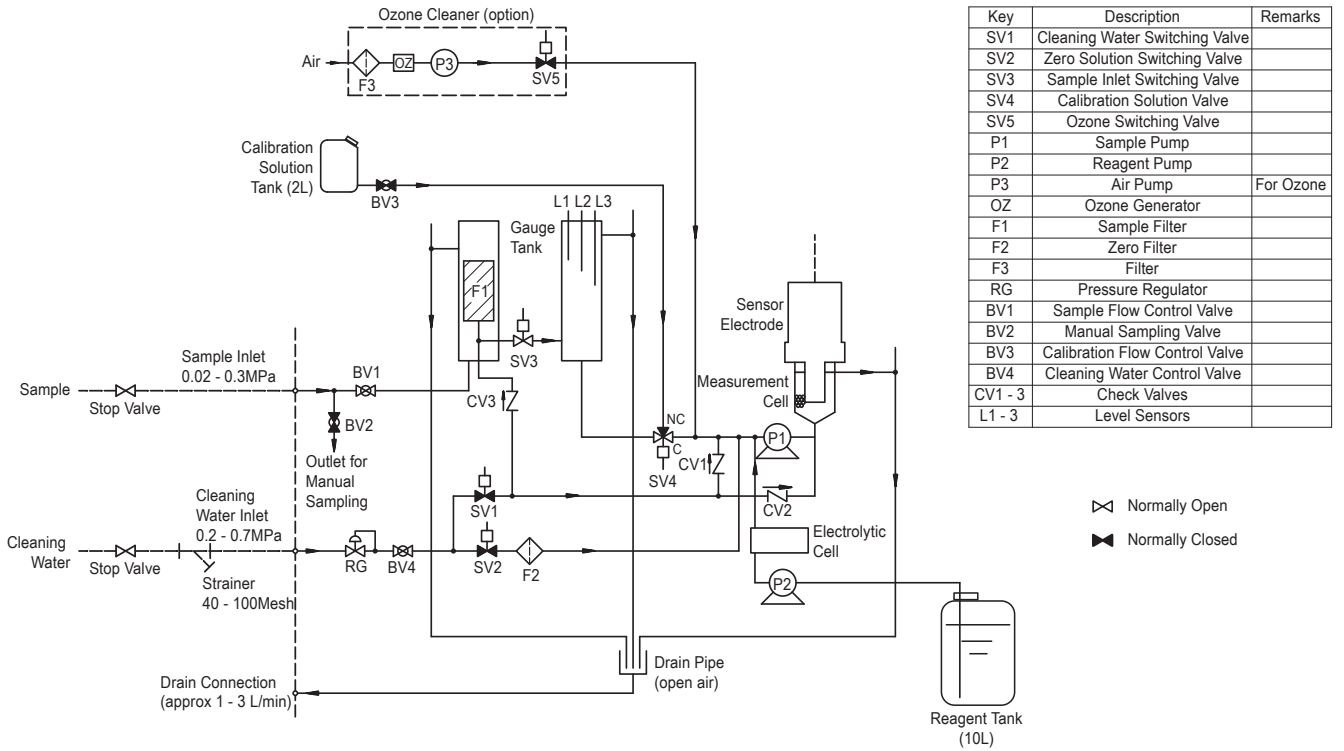 Ozone Cleaner (option)
Air
F3
OZ
P3
SV5
Calibration
Solution
Tank (2L)
BV3
L1 L2 L3
Gauge
Tank
F1
SV3
Sensor
Electrode
Sample Inlet
0.02 - 0.3MPa
BV1
Sample
Stop Valve
BV2
CV3
Measurement
Cell
NC
C
SV4
CV1
P1
Outlet for
Manual
Sampling
SV1
CV2
Cleaning
Water Inlet
0.2 - 0.7MPa
Cleaning
Water
Stop Valve
Strainer
40 - 100Mesh
RG
BV4
SV2
F2
Electrolytic
Cell
P2
Drain Pipe
(open air)
Drain Connection
(approx 1 - 3 L/min)
Reagent Tank
(10L)
Key Description Remarks
SV1 Cleaning Water Switching Valve
SV2 Zero Solution Switching Valve
SV3 Sample Inlet Switching Valve
SV4 Calibration Solution Valve
SV5 Ozone Switching Valve
P1 Sample Pump
P2 Reagent Pump
P3 Air Pump For Ozone
OZ Ozone Generator
F1 Sample Filter
F2 Zero Filter
F3 Filter
RG Pressure Regulator
BV1 Sample Flow Control Valve
BV2 Manual Sampling Valve
BV3 Calibration Flow Control Valve
BV4 Cleaning Water Control Valve
CV1 - 3 Check Valves
L1 - 3 Level Sensors
Normally Open
Normally Closed